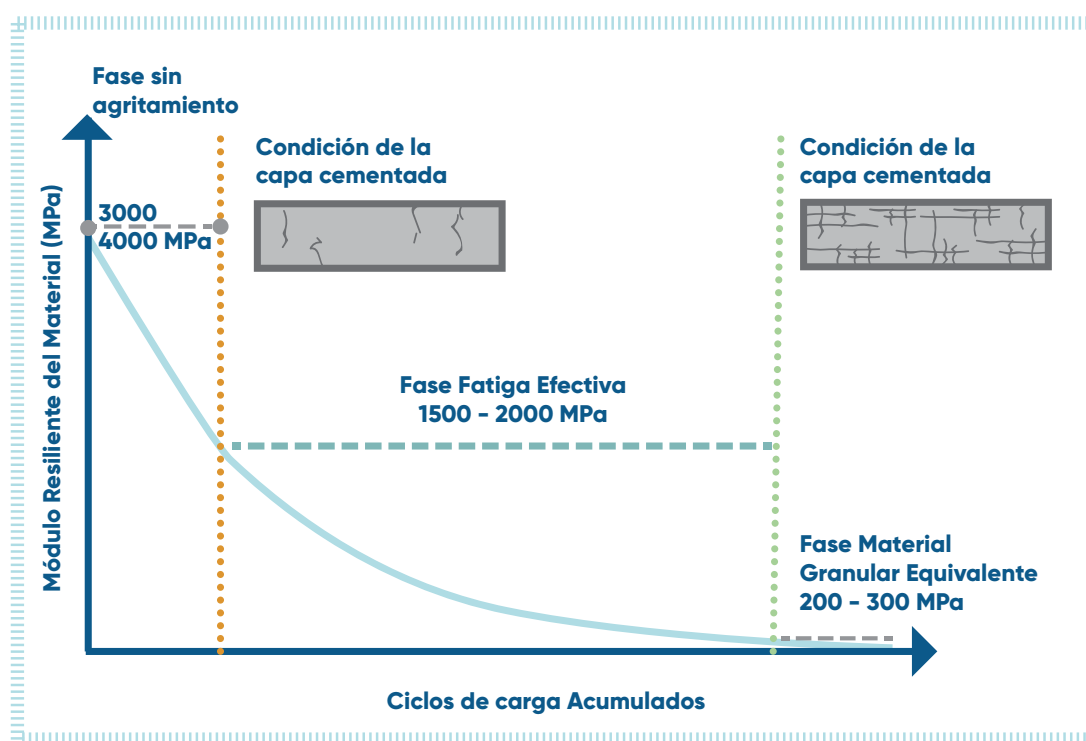 Fase sin
agritamiento
Condición de la
capa cementada
Condición de la
capa cementada
3000
4000 MPa
Módulo Resiliente del Material (MPa)
Fase Fatiga Efectiva
1500 - 2000 MPa
Fase Material
Granular Equivalente
200 - 300 MPa
Ciclos de carga Acumulados